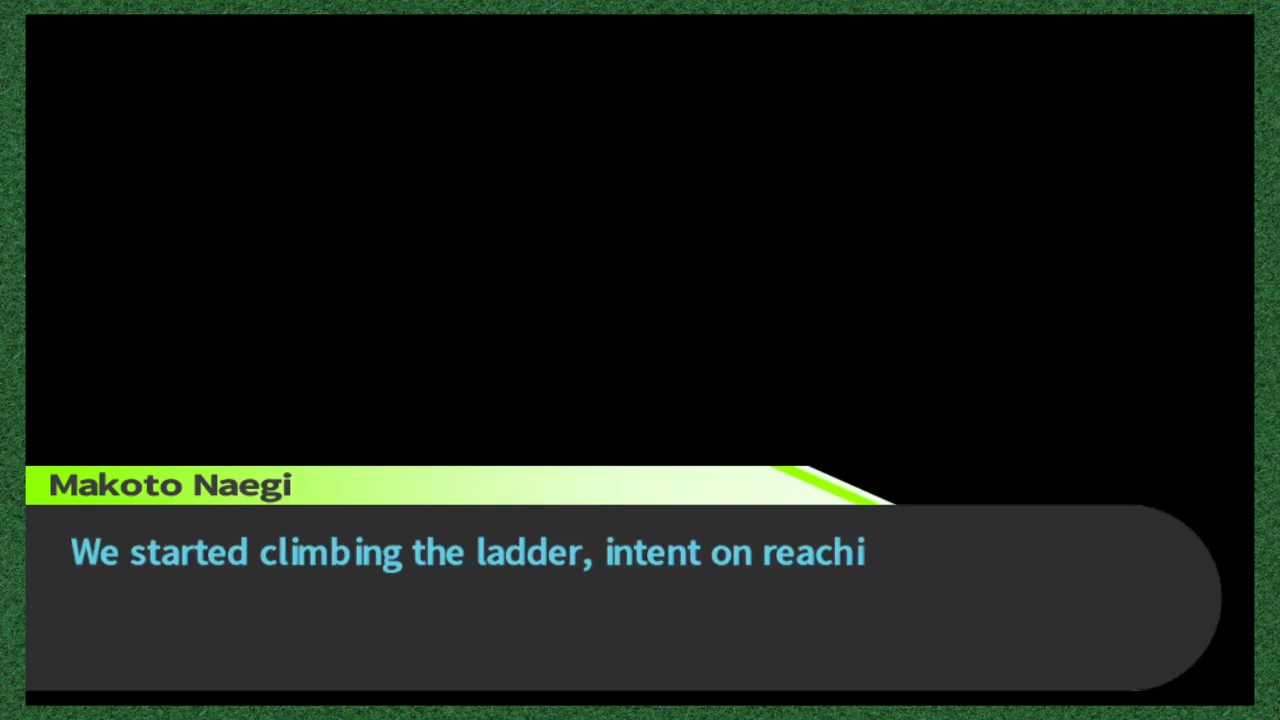 Makoto Naegi
We started climbing the ladder, intent on reachi